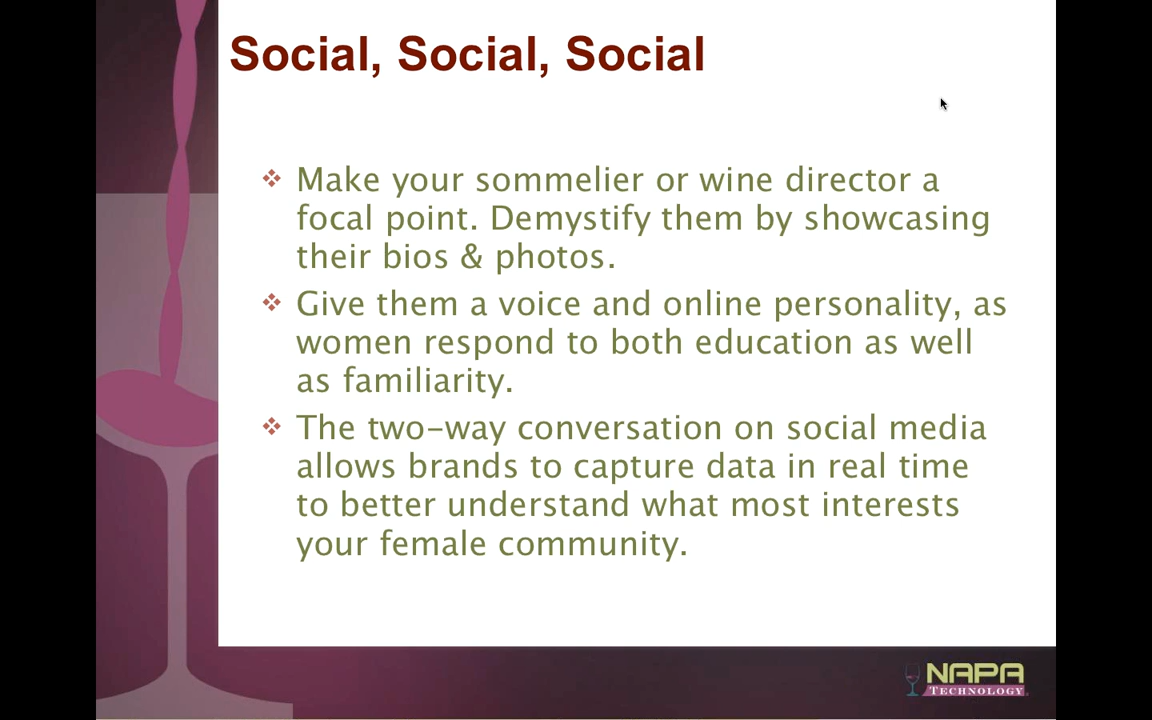 Social, Social, Social
Make your sommelier or wine director a
focal point. Demystify them by showcasing
their bios & photos.
Give them a voice and online personality, as
women respond to both education as well
as familiarity.
The two-way conversation on social media
allows brands to capture data in real time
to better understand what most interests
your female community.
NAPA
TECHNOLOGY